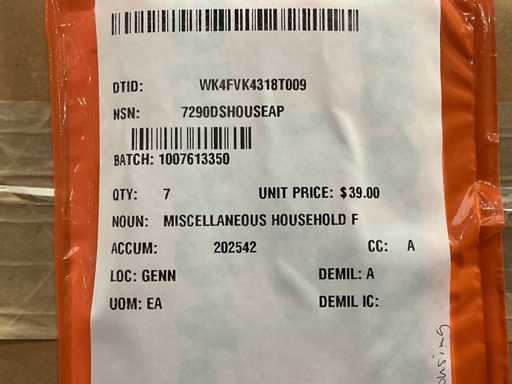 DTID: WK4FVK4318T009
NSN: 7290DSHOUSEAP
BATCH: 1007613350
QTY: 7 UNIT PRICE: $39.00
NOUN: MISCELLANEOUS HOUSEHOLD F
ACCUM: 202542 CC: A
LOC: GENN DEMIL: A
UOM: EA DEMIL IC: